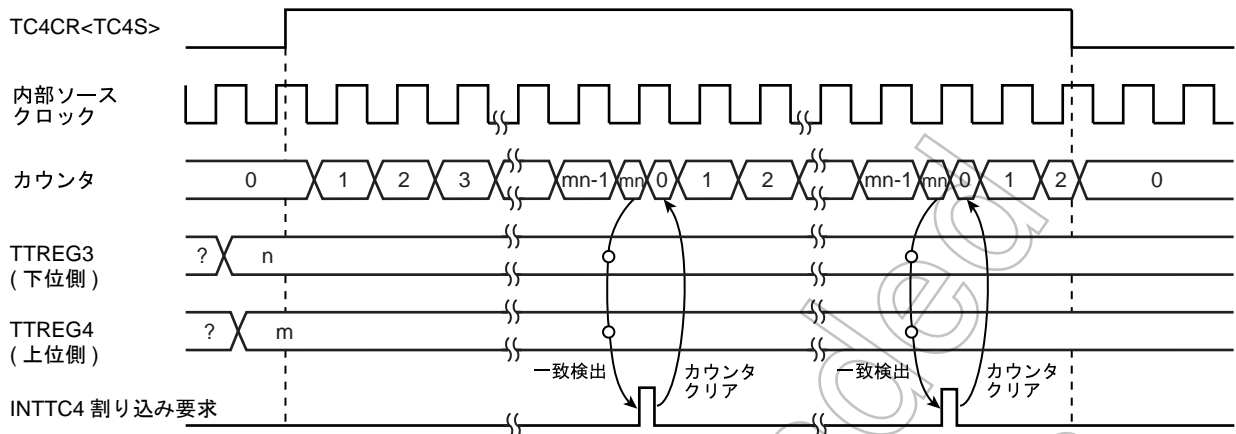 TC4CR<TC4S>
内部ソース
クロック
カウンタ 0 1 2 3 mn-1 mn 0 1 2 mn-1 mn 0 1 2 0
TTREG3 ? n
( 下位側 )
TTREG4 ? m
( 上位側 )
一致検出 カウンタ 一致検出 カウンタ
クリア クリア
INTTC4 割り込み要求